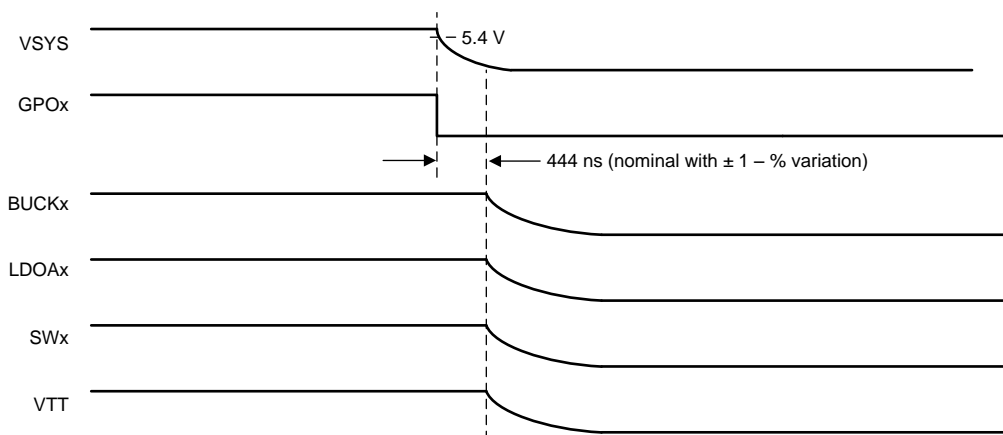 VSYS
5.4 V
GPOx
444 ns (nominal with ± 1 – % variation)
BUCKx
LDOAx
SWx
VTT